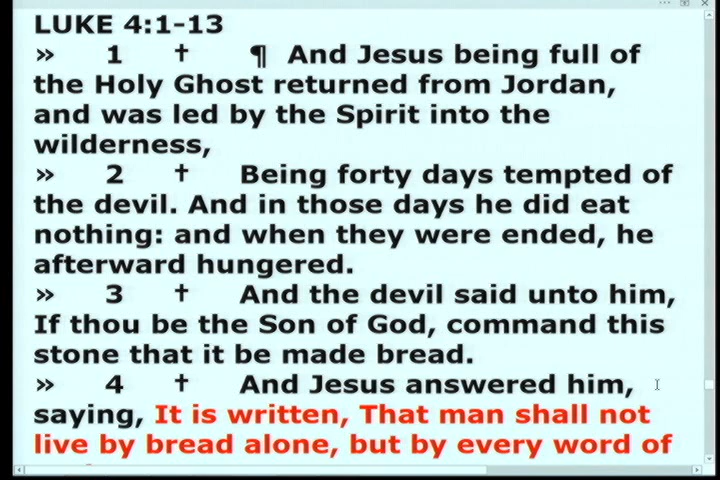 LUKE 4:1-13
» 1 † ¶ And Jesus being full of
the Holy Ghost returned from Jordan,
and was led by the Spirit into the
wilderness,
» 2 † Being forty days tempted of
the devil. And in those days he did eat
nothing: and when they were ended, he
afterward hungered.
» 3 † And the devil said unto him,
If thou be the Son of God, command this
stone that it be made bread.
» 4 † And Jesus answered him,
saying, It is written, That man shall not
live by bread alone, but by every word of